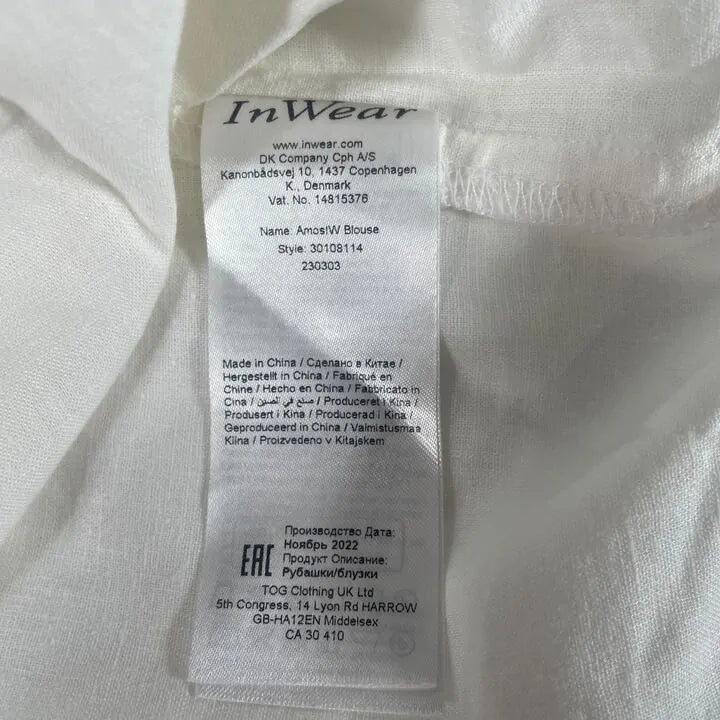 InWear
www.inwear.com
DK Company Cph A/S
Kanonbådsvej 10, 1437 Copenhagen
K., Denmark
Vat. No. 14815376
Name: AmosIW Blouse
Style: 30108114
230303
Made in China / Сделано в Китае /
Hergestellt in China / Fabriqué en
Chine / Hecho en China / Fabbricato in
Cina / صنع في الصين / Produceret i Kina /
Produsert i Kina / Producerad i Kina /
Geproduceerd in China / Valmistusmaa
Kiina / Proizvedeno v Kitajskem
Производство Дата:
Ноябрь 2022
EAC
Продукт Описание:
Рубашки/блузки
TOG Clothing UK Ltd
5th Congress, 14 Lyon Rd HARROW
GB-HA12EN Middelsex
CA 30 410